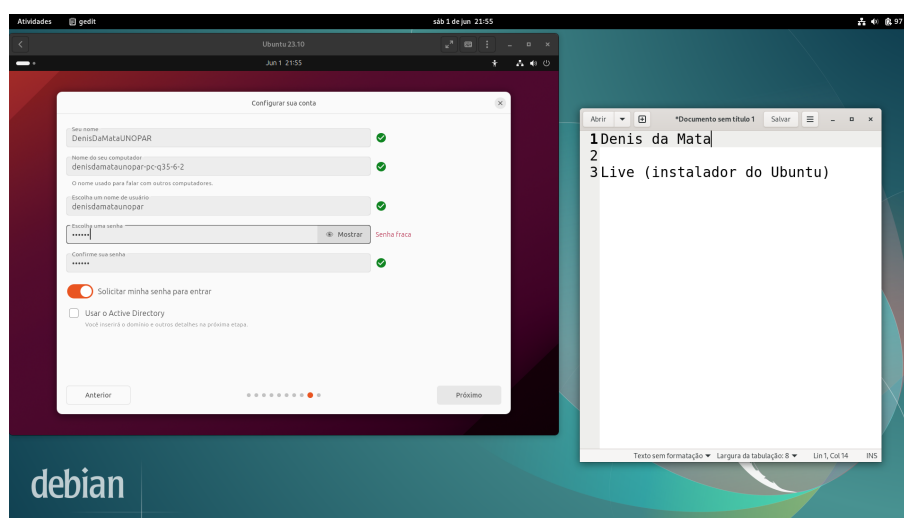 Atividades gedit sáb 1 de jun 21:55 97
Ubuntu 23.10
Jun 1 21:55
Configurar sua conta
Seu nome
DenisDaMataUNOPAR
Nome do seu computador
denisdamataunopar-pc-q35-6-2
O nome usado para falar com outros computadores.
Escolha um nome de usuário
denisdamataunopar
Escolha uma senha
•••••• Mostrar Senha fraca
Confirme sua senha
••••••
Solicitar minha senha para entrar
Usar o Active Directory
Você inserirá o domínio e outros detalhes na próxima etapa.
Anterior Próximo
Abrir *Documento sem título 1 Salvar
1 Denis da Mata
2
3 Live (instalador do Ubuntu)
Texto sem formatação Largura da tabulação: 8 Lin 1, Col 14 INS
debian